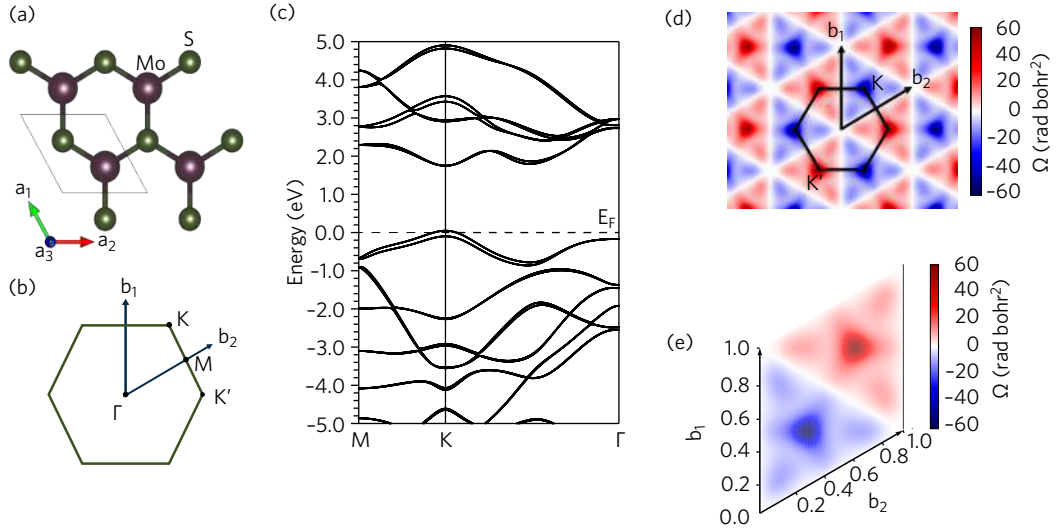 (a)
S
Mo
a1
a3
a2
(b)
b1
K
b2
M
K′
Γ
(c)
Energy (eV)
5.0
4.0
3.0
2.0
1.0
0.0
-1.0
-2.0
-3.0
-4.0
-5.0
EF
M
K
Γ
(d)
b1
K
b2
K′
60
40
20
0
−20
−40
−60
Ω (rad bohr²)
(e)
b1
1.0
0.8
0.6
0.4
0.2
0.0
0.2
0.4
0.6
0.8
1.0
b2
60
40
20
0
−20
−40
−60
Ω (rad bohr²)